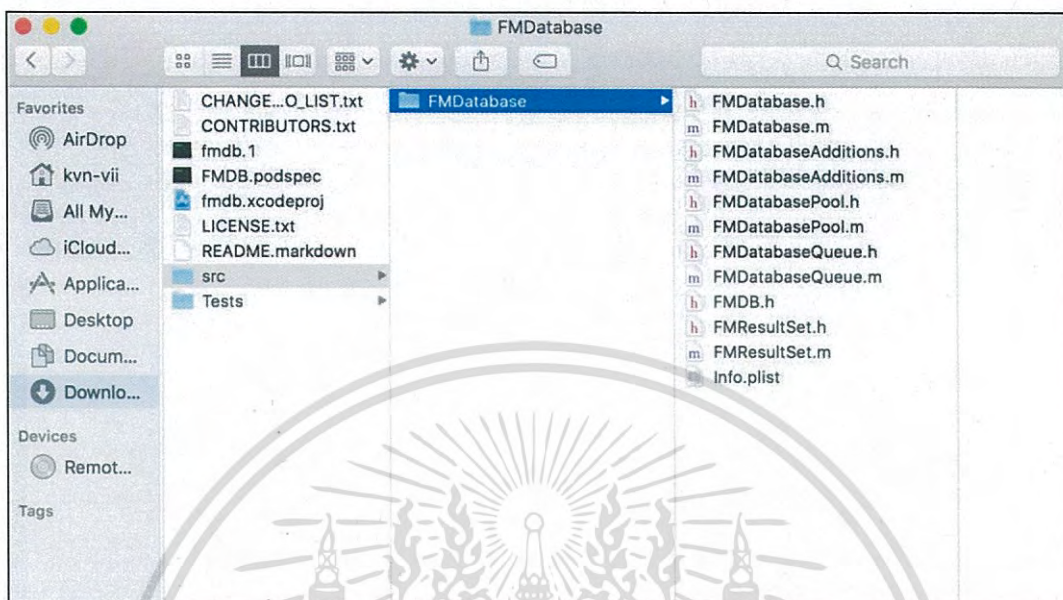 FMDatabase
Search
Favorites
AirDrop
kvn-vii
All My...
iCloud...
Applica...
Desktop
Docum...
Downlo...
Devices
Remot...
Tags
CHANGE...O_LIST.txt
CONTRIBUTORS.txt
fmdb.1
FMDB.podspec
fmdb.xcodeproj
LICENSE.txt
README.markdown
src
Tests
FMDatabase
h FMDatabase.h
m FMDatabase.m
h FMDatabaseAdditions.h
m FMDatabaseAdditions.m
h FMDatabasePool.h
m FMDatabasePool.m
h FMDatabaseQueue.h
m FMDatabaseQueue.m
h FMDB.h
h FMResultSet.h
m FMResultSet.m
Info.plist